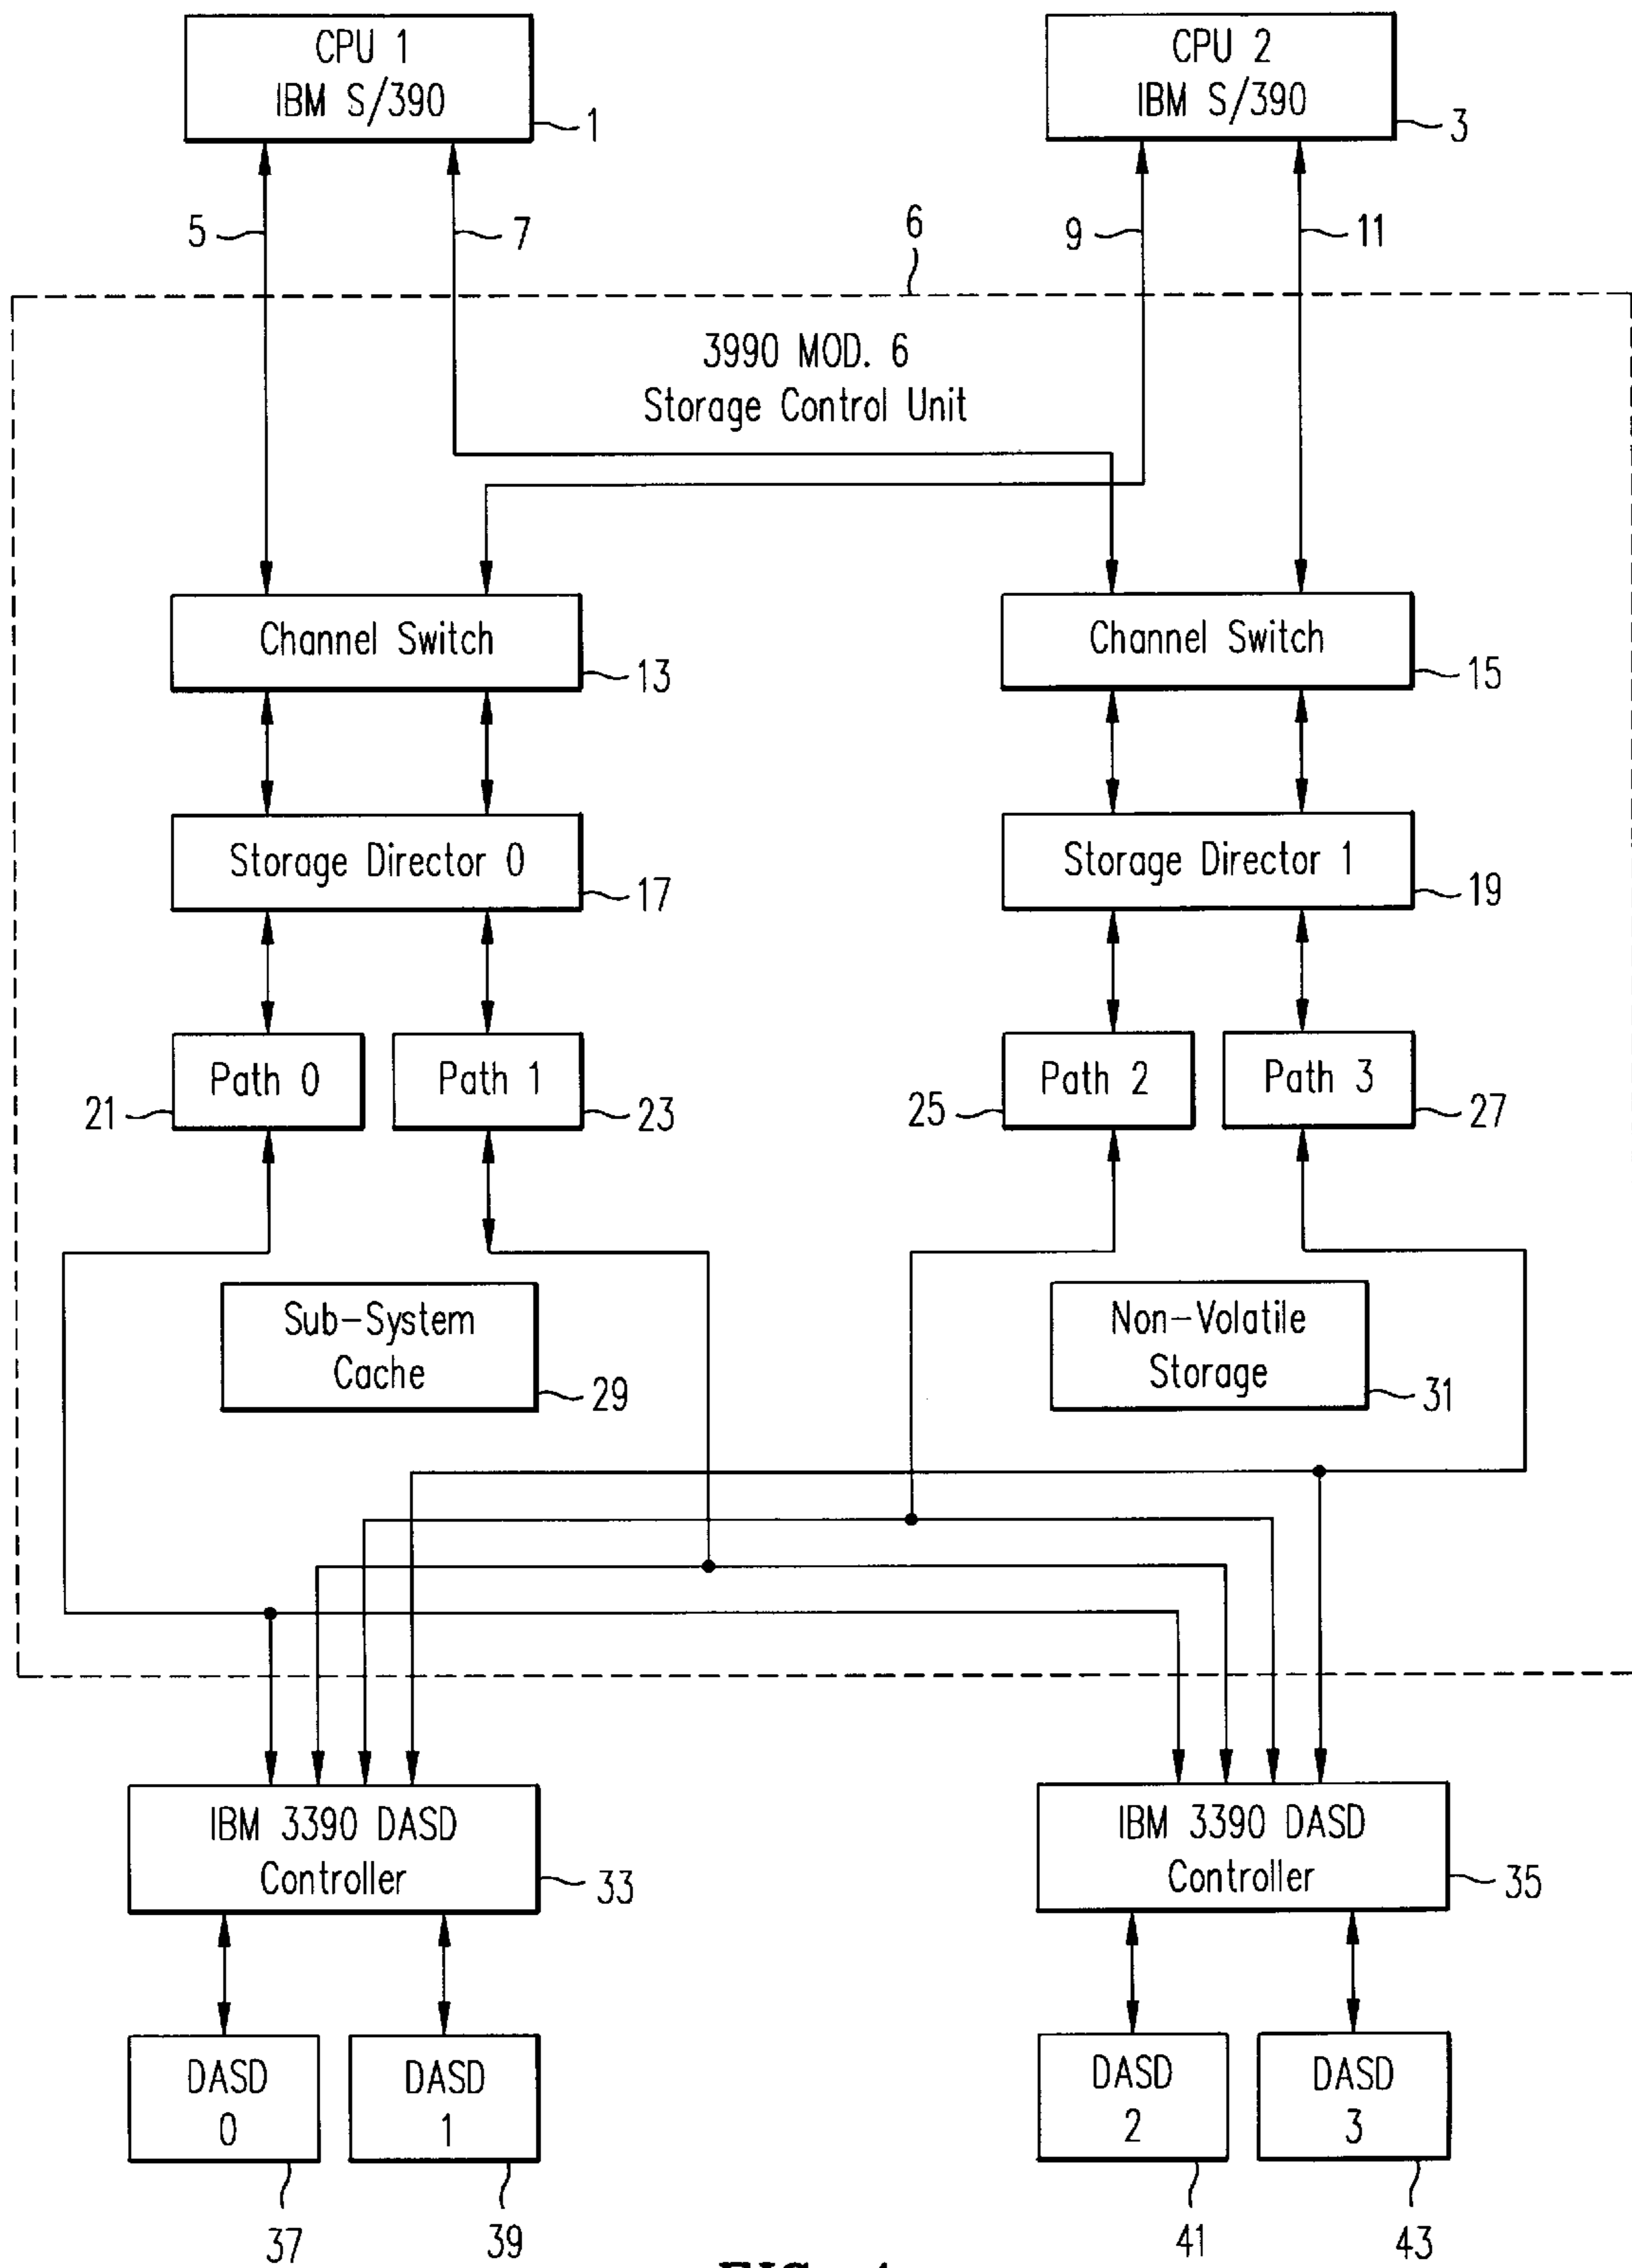 CPU 1
IBM S/390
1
CPU 2
IBM S/390
3
5
7
9
11
6
3990 MOD. 6
Storage Control Unit
Channel Switch
13
Channel Switch
15
Storage Director 0
17
Storage Director 1
19
Path 0
21
Path 1
23
Path 2
25
Path 3
27
Sub-System
Cache
29
Non-Volatile
Storage
31
IBM 3390 DASD
Controller
33
IBM 3390 DASD
Controller
35
DASD
0
37
DASD
1
39
DASD
2
41
DASD
3
43